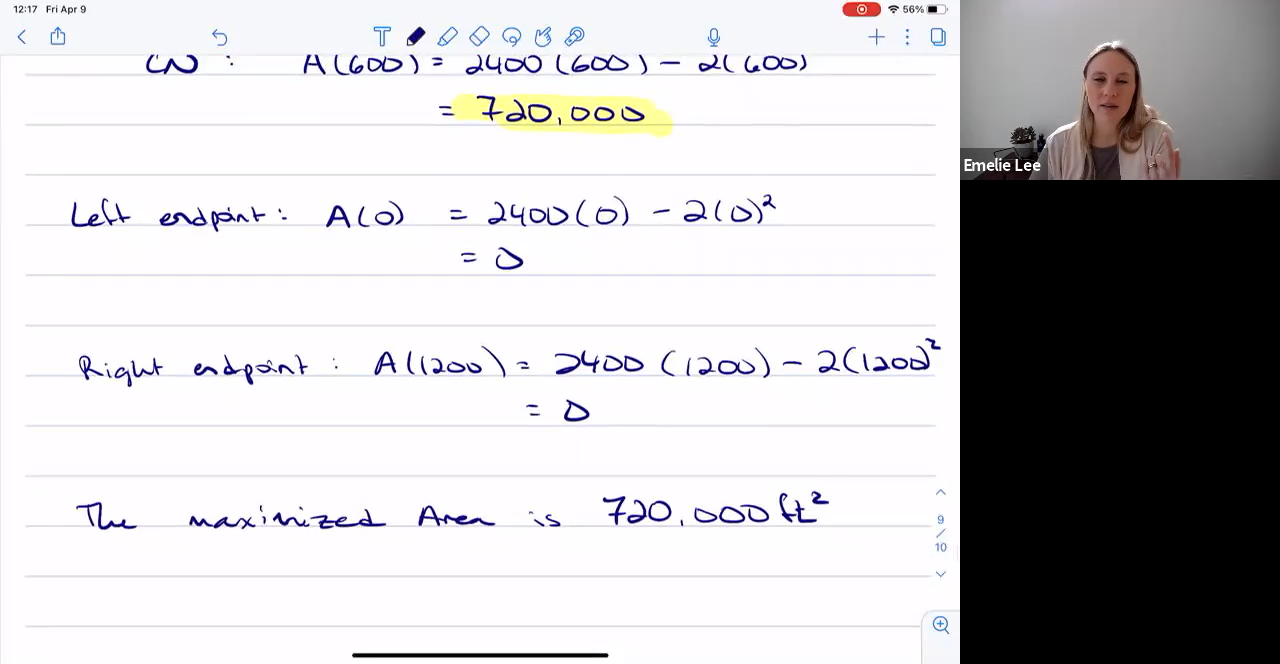 12:17 Fri Apr 9
56%
CN : A(600) = 2400(600) - 2(600)
= 720,000
Emelie Lee
Left endpoint: A(0) = 2400(0) - 2(0)²
= 0
Right endpoint : A(1200) = 2400(1200) - 2(1200)²
= 0
The maximized Area is 720,000 ft²
9
/
10